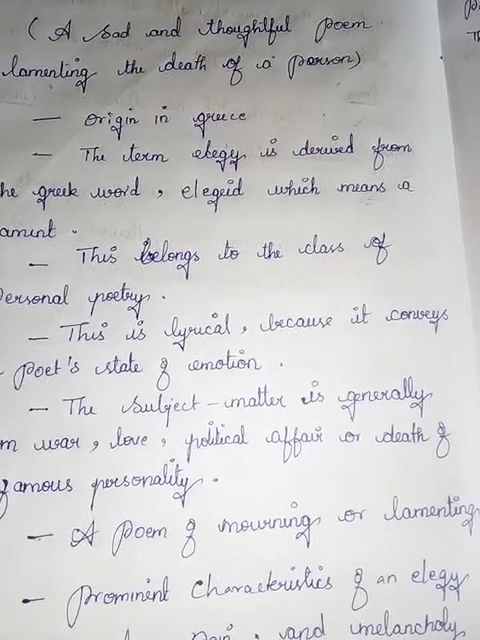 ( A sad and thoughtful poem
lamenting the death of a person)
— origin in greece
— The term elegy is derived from
he greek word, elegeid which means a
ament.
— This belongs to the class of
Personal poetry.
— This is lyrical, because it conveys
Poet's state of emotion.
— The subject-matter is generally
m war, love, political affair or death of
famous personality.
— A poem of mourning or lamenting
— prominent characteristics of an elegy
pain, and melancholy